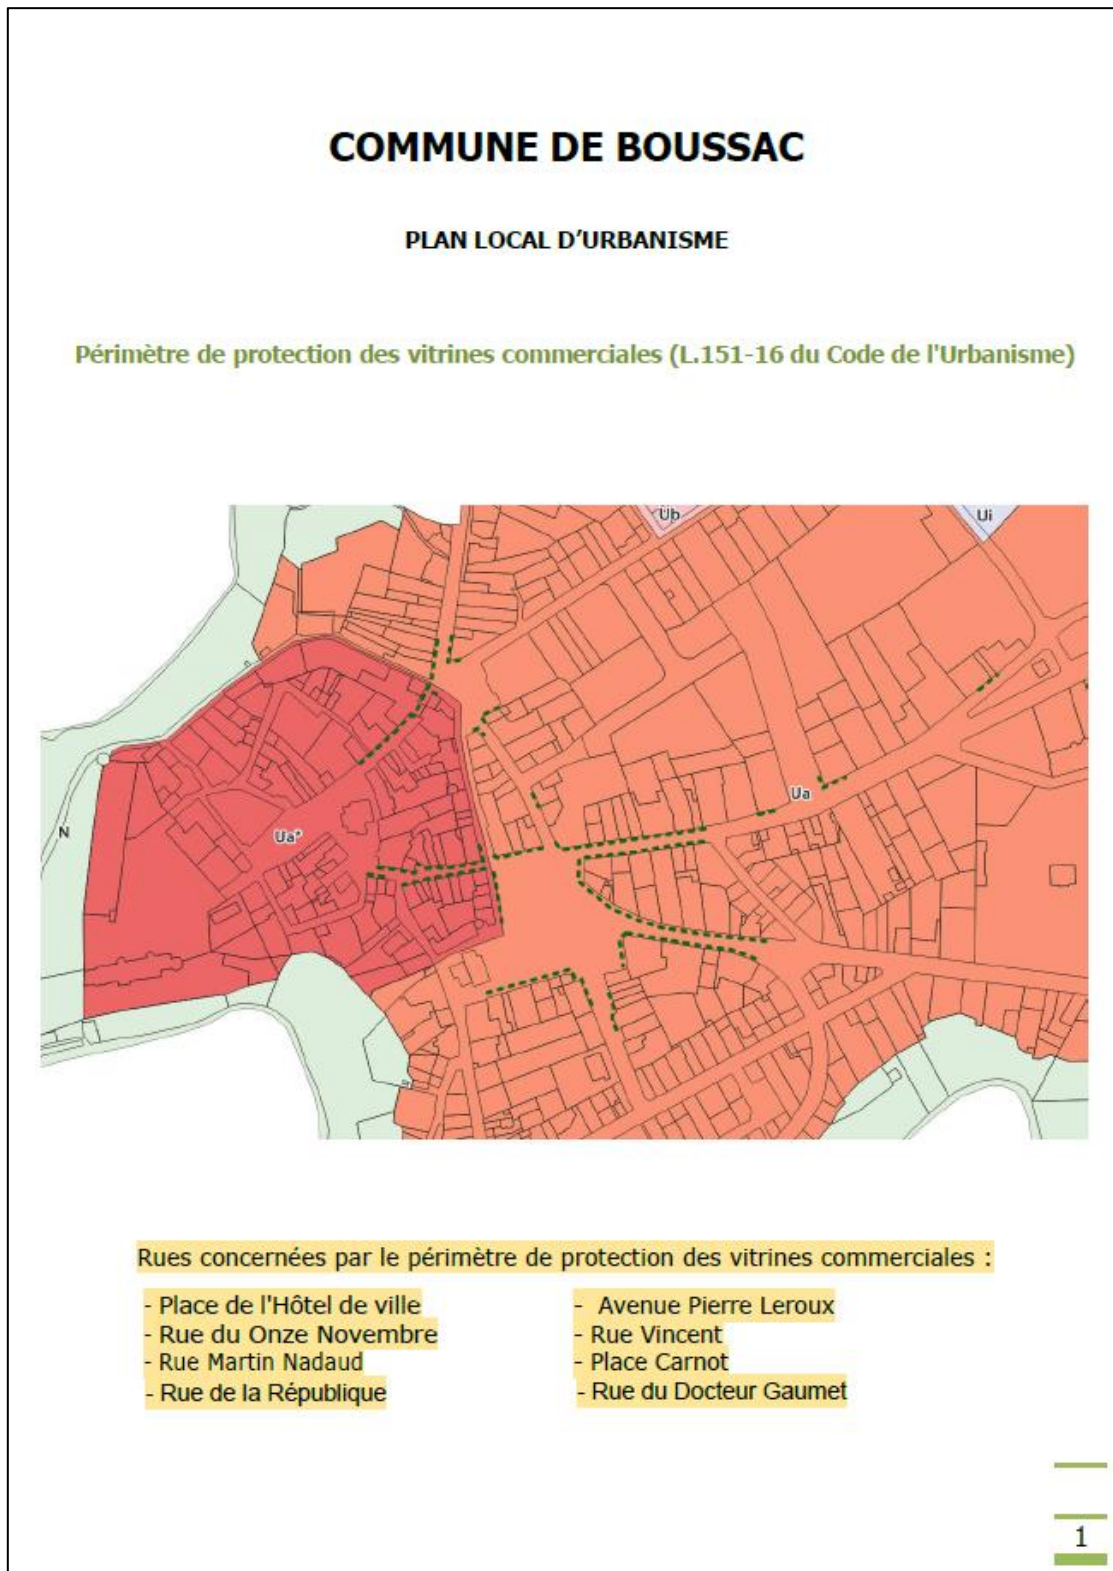 COMMUNE DE BOUSSAC
PLAN LOCAL D'URBANISME
Périmètre de protection des vitrines commerciales (L.151-16 du Code de l'Urbanisme)
Ub
Ui
Ua
N
Ua*
Rues concernées par le périmètre de protection des vitrines commerciales :
- Place de l'Hôtel de ville
- Rue du Onze Novembre
- Rue Martin Nadaud
- Rue de la République
- Avenue Pierre Leroux
- Rue Vincent
- Place Carnot
- Rue du Docteur Gaumet
1